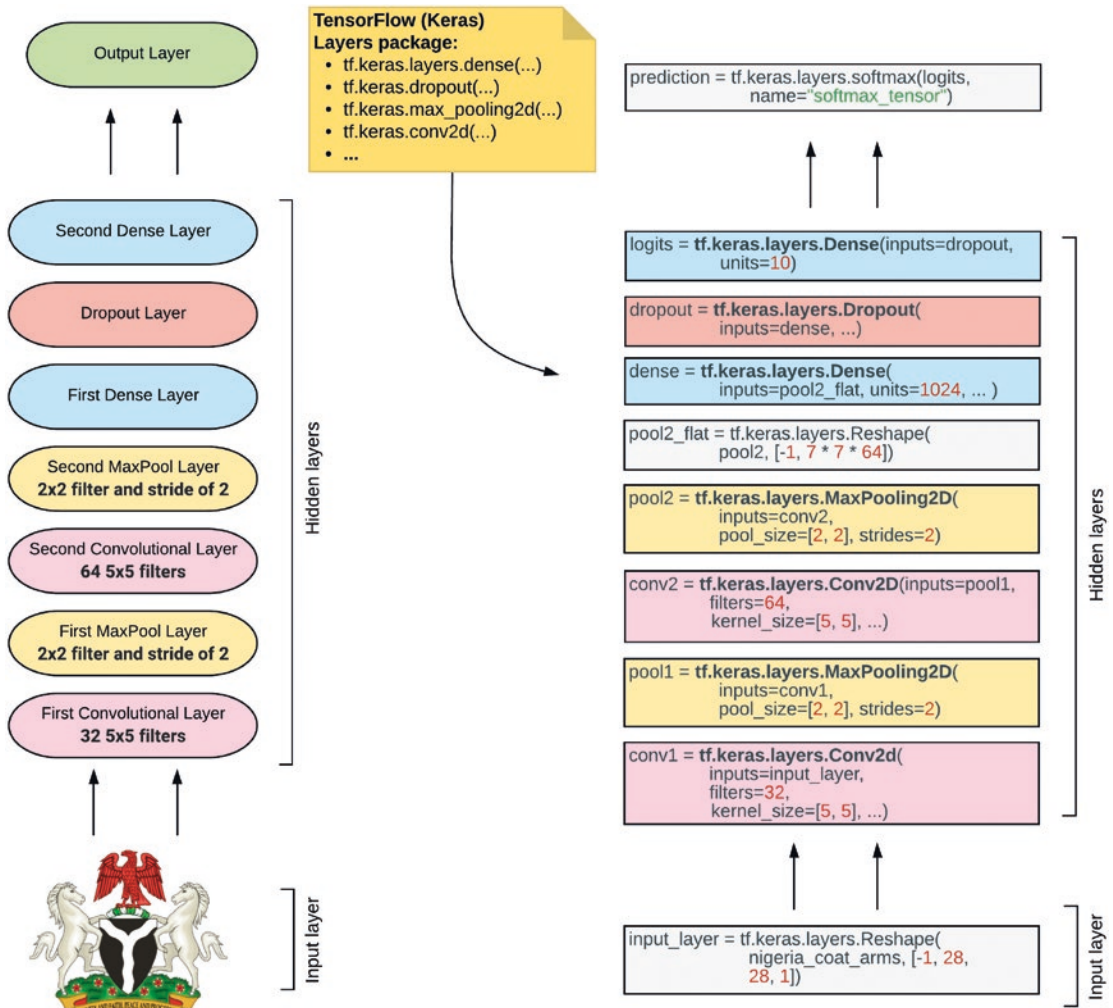 Output Layer
Second Dense Layer
Dropout Layer
First Dense Layer
Second MaxPool Layer
2x2 filter and stride of 2
Second Convolutional Layer
64 5x5 filters
First MaxPool Layer
2x2 filter and stride of 2
First Convolutional Layer
32 5x5 filters
Hidden layers
Input layer
TensorFlow (Keras)
Layers package:
• tf.keras.layers.dense(...)
• tf.keras.dropout(...)
• tf.keras.max_pooling2d(...)
• tf.keras.conv2d(...)
• ...
prediction = tf.keras.layers.softmax(logits,
name="softmax_tensor")
logits = tf.keras.layers.Dense(inputs=dropout,
units=10)
dropout = tf.keras.layers.Dropout(
inputs=dense, ...)
dense = tf.keras.layers.Dense(
inputs=pool2_flat, units=1024, ... )
pool2_flat = tf.keras.layers.Reshape(
pool2, [-1, 7 * 7 * 64])
pool2 = tf.keras.layers.MaxPooling2D(
inputs=conv2,
pool_size=[2, 2], strides=2)
conv2 = tf.keras.layers.Conv2D(inputs=pool1,
filters=64,
kernel_size=[5, 5], ...)
pool1 = tf.keras.layers.MaxPooling2D(
inputs=conv1,
pool_size=[2, 2], strides=2)
conv1 = tf.keras.layers.Conv2d(
inputs=input_layer,
filters=32,
kernel_size=[5, 5], ...)
Hidden layers
input_layer = tf.keras.layers.Reshape(
nigeria_coat_arms, [-1, 28,
28, 1])
Input layer